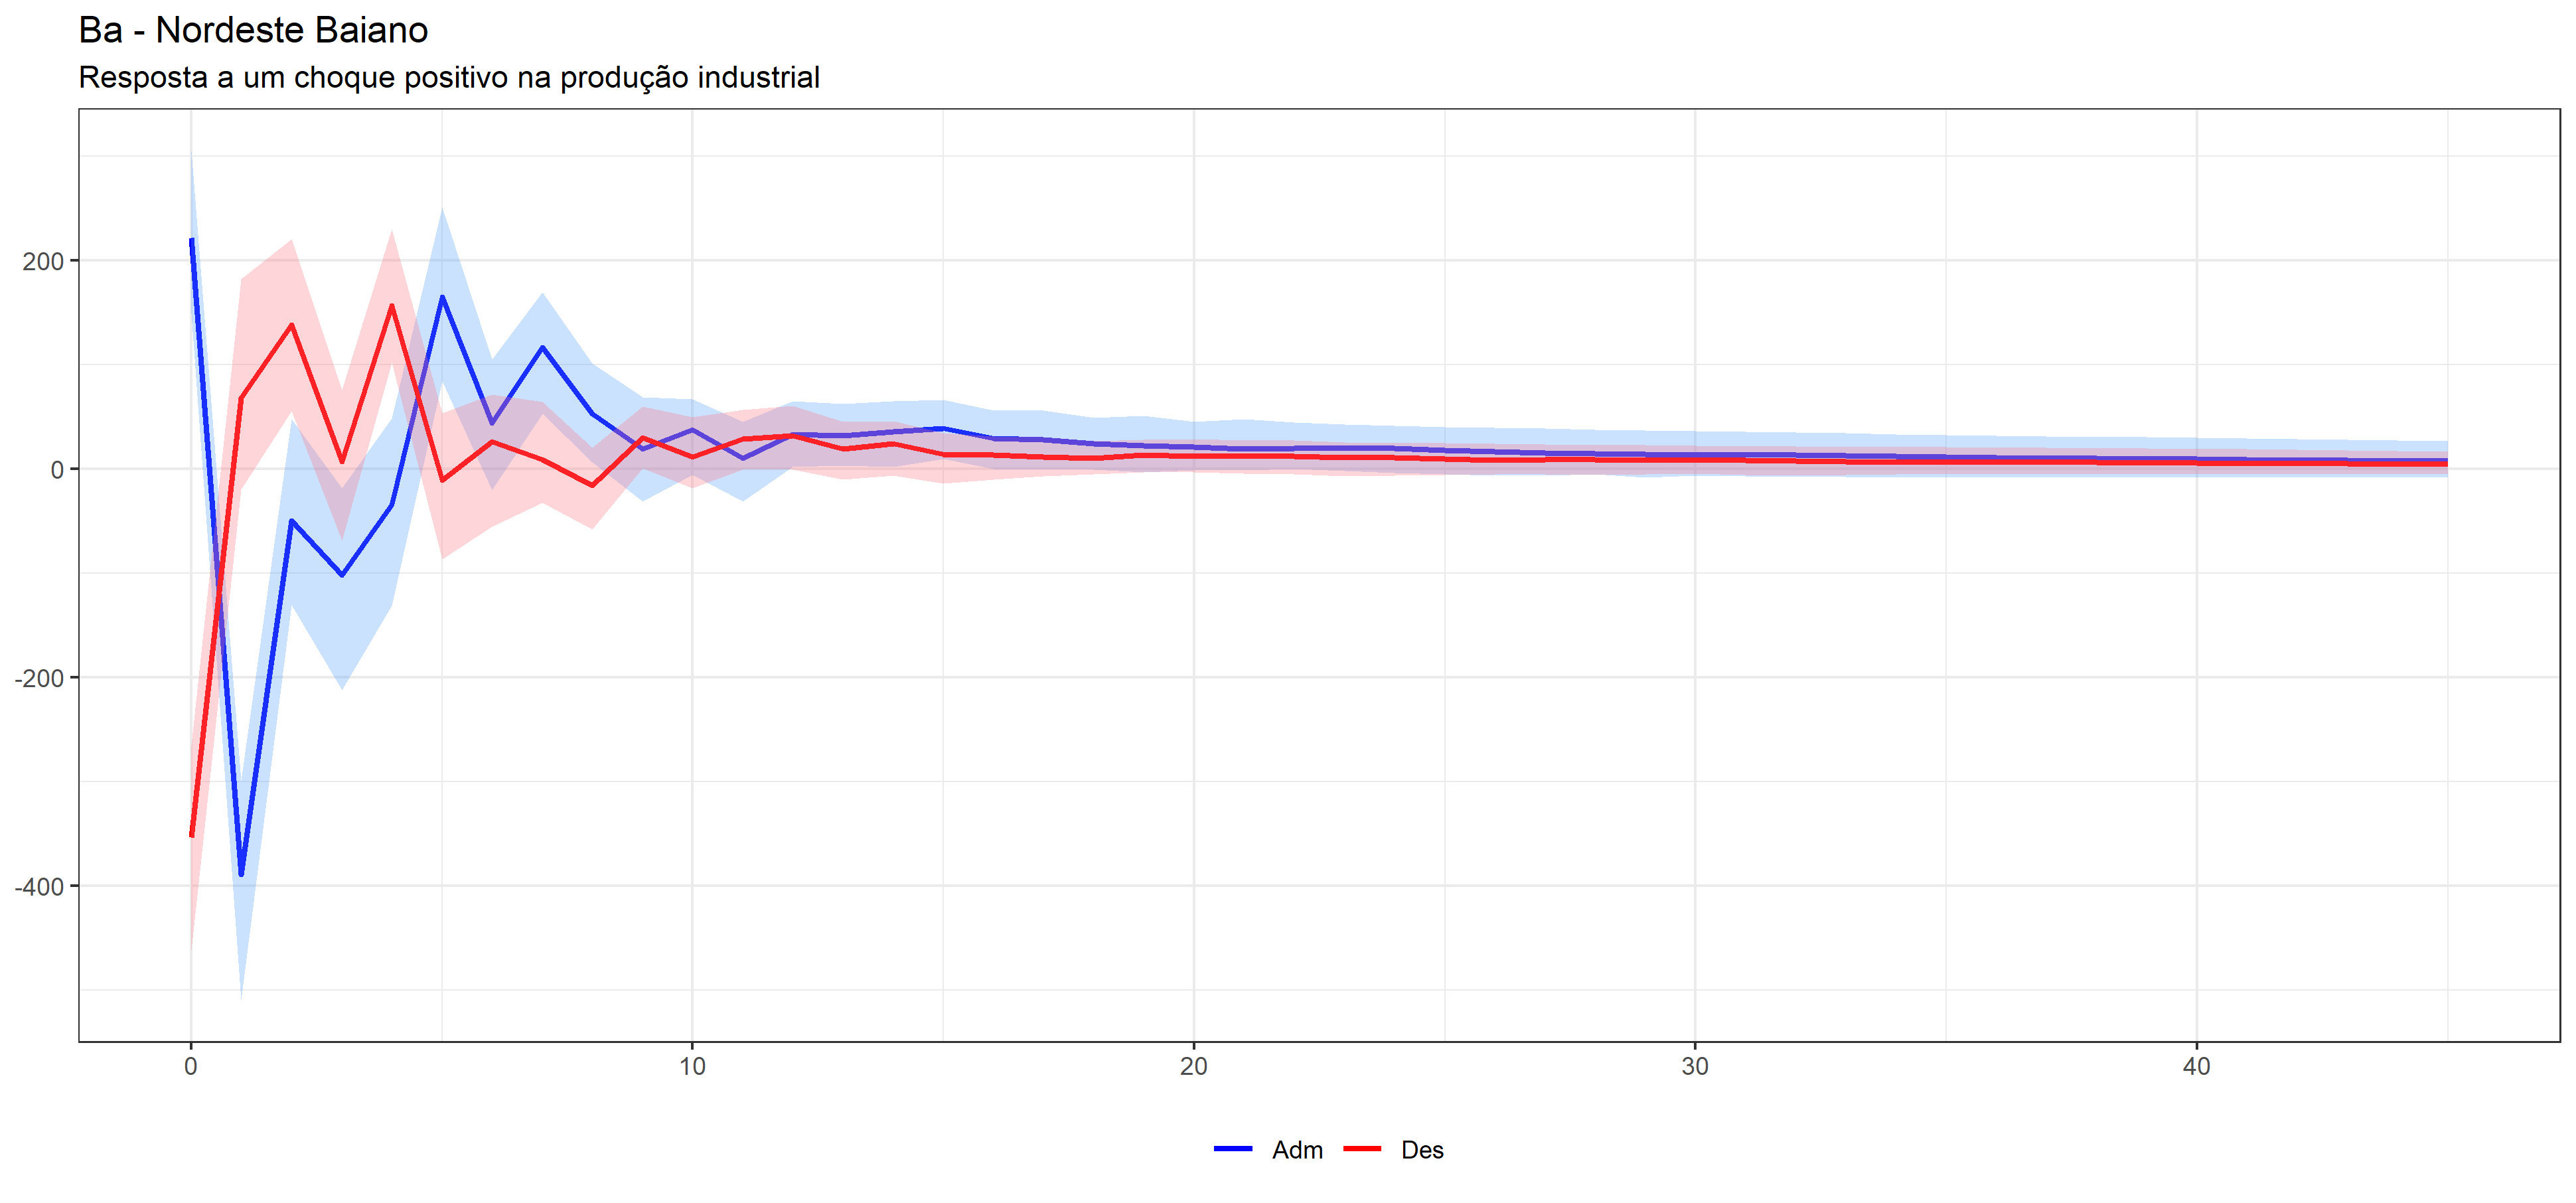 Ba - Nordeste Baiano
Resposta a um choque positivo na produção industrial
200
0
-200
-400
0 10 20 30 40
Adm Des